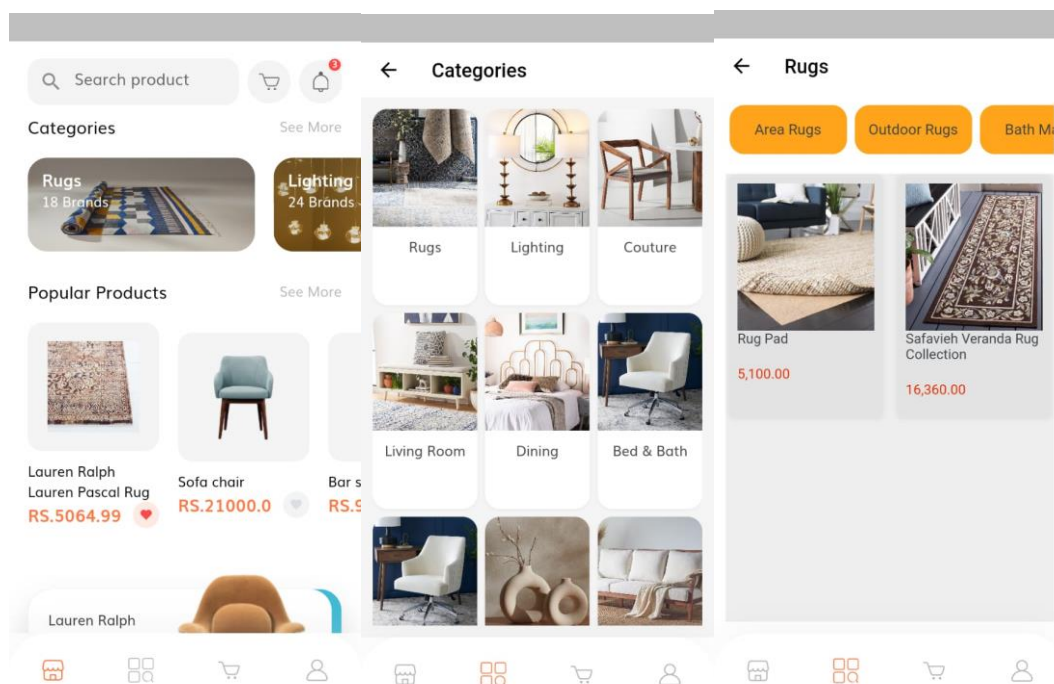 Search product
3
Categories
See More
Rugs
18 Brands
Lighting
24 Brands
Popular Products
See More
Lauren Ralph
Lauren Pascal Rug
RS.5064.99
Sofa chair
RS.21000.0
Bar s
RS.9
Lauren Ralph
Categories
Rugs
Lighting
Couture
Living Room
Dining
Bed & Bath
Rugs
Area Rugs
Outdoor Rugs
Bath Ma
Rug Pad
5,100.00
Safavieh Veranda Rug
Collection
16,360.00